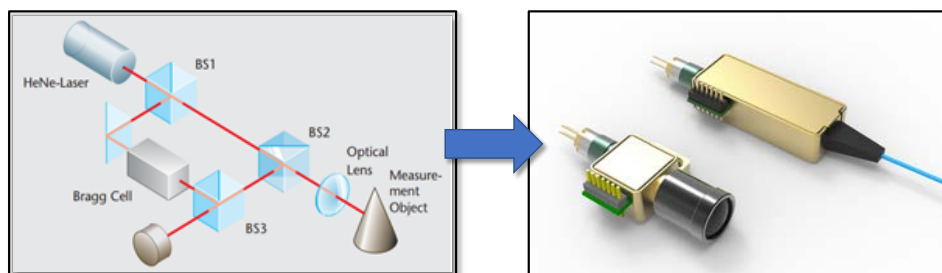 HeNe-Laser
BS1
BS2
Optical
Lens
Measure-
ment
Object
Bragg Cell
BS3